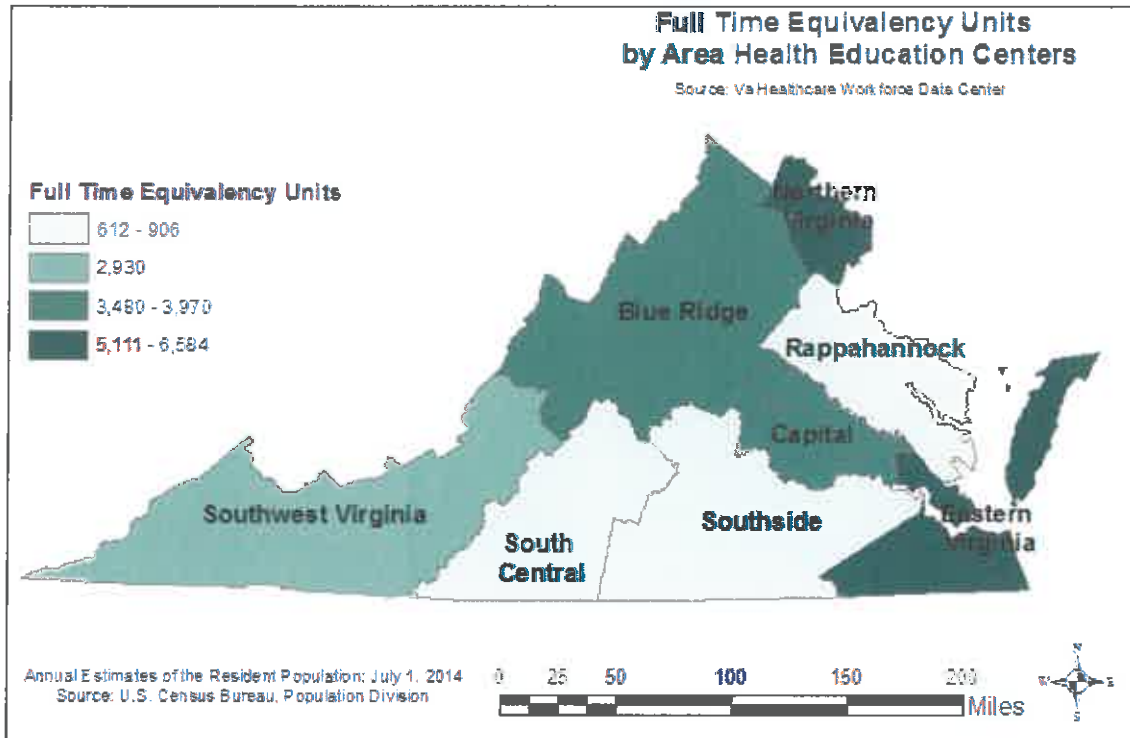 Full Time Equivalency Units
by Area Health Education Centers
Source: Va Healthcare Work force Data Center
Full Time Equivalency Units
612 - 906
2,930
3,480 - 3,970
5,111 - 6,584
Northern
Virginia
Blue Ridge
Rappahannock
Capital
Southwest Virginia
Southside
South
Central
Eastern
Virginia
Annual Estimates of the Resident Population: July 1, 2014
Source: U.S. Census Bureau, Population Division
0 25 50 100 150 200
Miles
N
W E
S